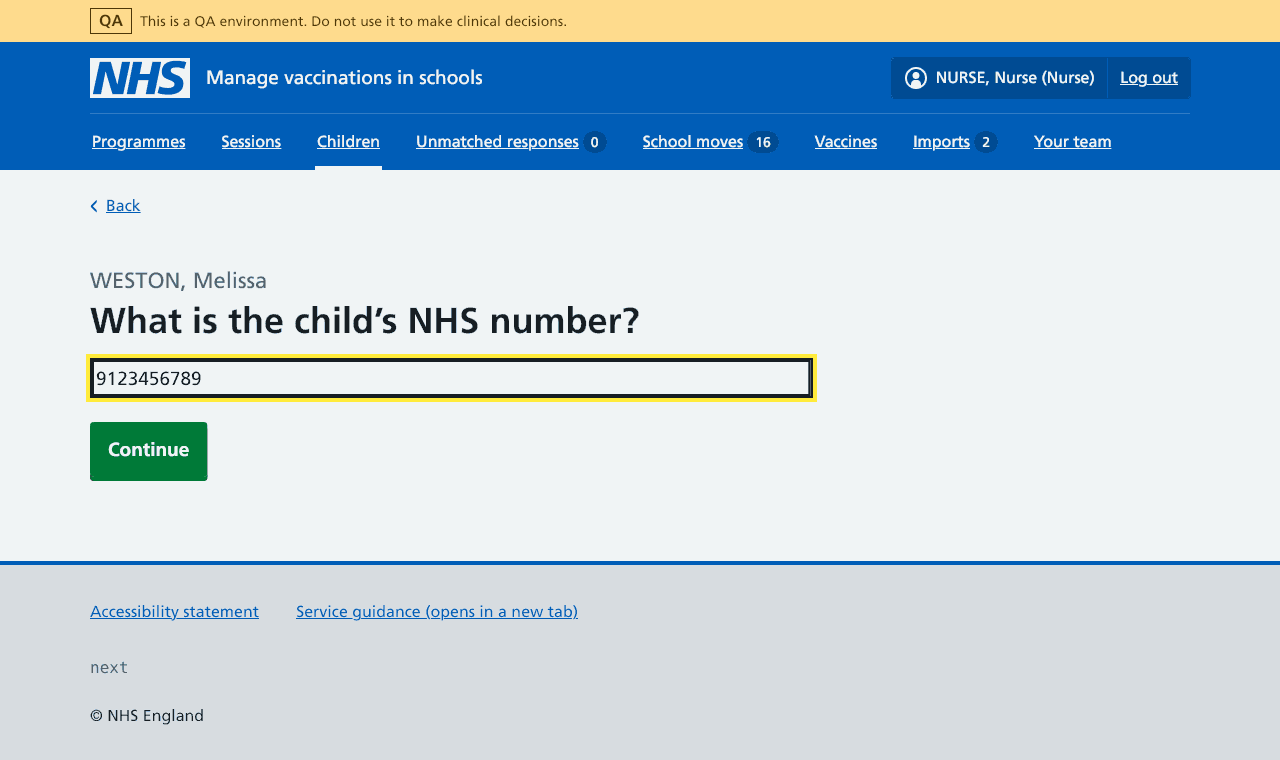 QA This is a QA environment. Do not use it to make clinical decisions.
NHS Manage vaccinations in schools NURSE, Nurse (Nurse) Log out
Programmes Sessions Children Unmatched responses 0 School moves 16 Vaccines Imports 2 Your team
Back
WESTON, Melissa
What is the child’s NHS number?
9123456789
Continue
Accessibility statement Service guidance (opens in a new tab)
next
© NHS England